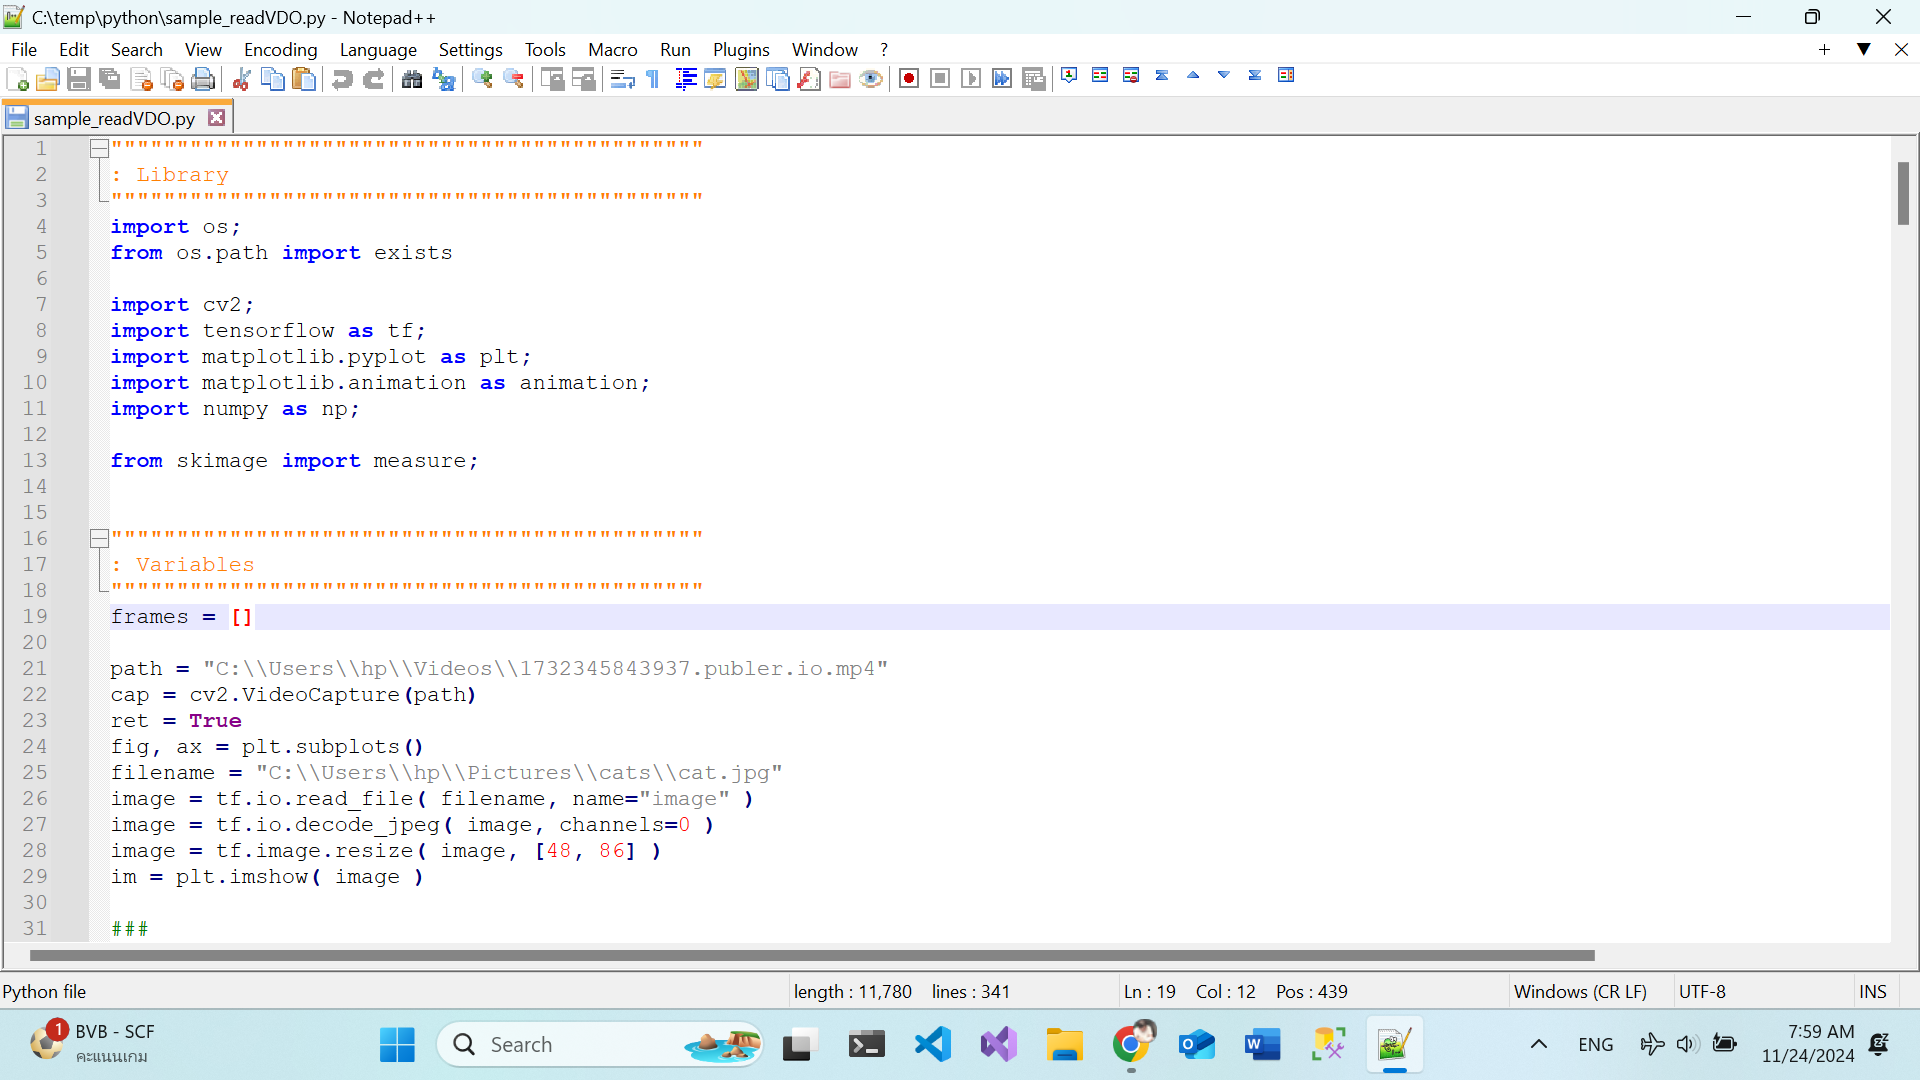 C:\temp\python\sample_readVDO.py - Notepad++
File Edit Search View Encoding Language Settings Tools Macro Run Plugins Window ?
sample_readVDO.py
1 """""""""""""""""""""""""""""""""""""""""""""
2 : Library
3 """""""""""""""""""""""""""""""""""""""""""""
4 import os;
5 from os.path import exists
6
7 import cv2;
8 import tensorflow as tf;
9 import matplotlib.pyplot as plt;
10 import matplotlib.animation as animation;
11 import numpy as np;
12
13 from skimage import measure;
14
15
16 """""""""""""""""""""""""""""""""""""""""""""
17 : Variables
18 """""""""""""""""""""""""""""""""""""""""""""
19 frames = []
20
21 path = "C:\\Users\\hp\\Videos\\1732345843937.publer.io.mp4"
22 cap = cv2.VideoCapture(path)
23 ret = True
24 fig, ax = plt.subplots()
25 filename = "C:\\Users\\hp\\Pictures\\cats\\cat.jpg"
26 image = tf.io.read_file( filename, name="image" )
27 image = tf.io.decode_jpeg( image, channels=0 )
28 image = tf.image.resize( image, [48, 86] )
29 im = plt.imshow( image )
30
31 ###
Python file length : 11,780 lines : 341 Ln : 19 Col : 12 Pos : 439 Windows (CR LF) UTF-8 INS
1 BVB - SCF
คะแนนเกม
Search
ENG
7:59 AM
11/24/2024